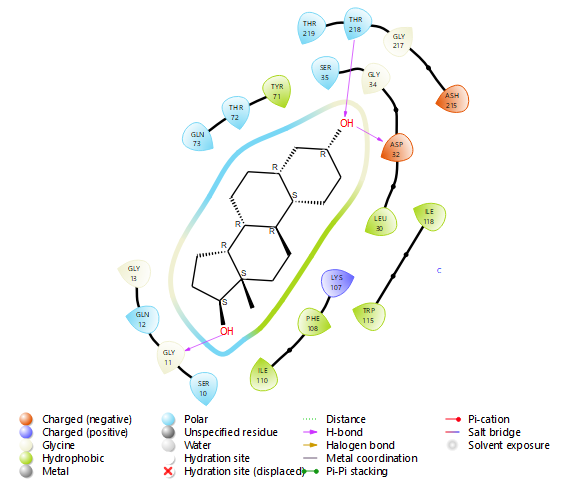 THR
219
THR
218
GLY
217
SER
35
GLY
34
ASH
215
TYR
71
THR
72
GLN
73
OH
ASP
32
R
R
S
LEU
30
ILE
118
R
R
R
S
S
OH
GLY
13
GLN
12
GLY
11
SER
10
LYS
107
PHE
108
ILE
110
TRP
115
C
Charged (negative)
Charged (positive)
Glycine
Hydrophobic
Metal
Polar
Unspecified residue
Water
Hydration site
Hydration site (displaced)
Distance
H-bond
Halogen bond
Metal coordination
Pi-Pi stacking
Pi-cation
Salt bridge
Solvent exposure